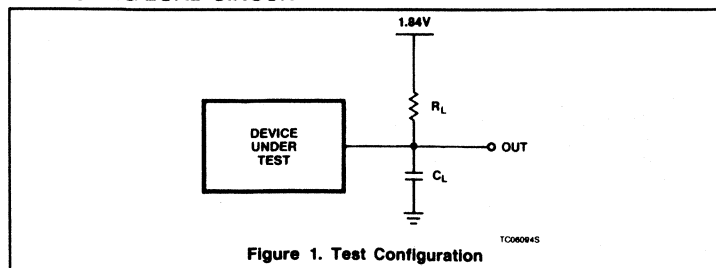 1.84V
RL
DEVICE
UNDER
TEST
OUT
CL
TC06094S
Figure 1. Test Configuration